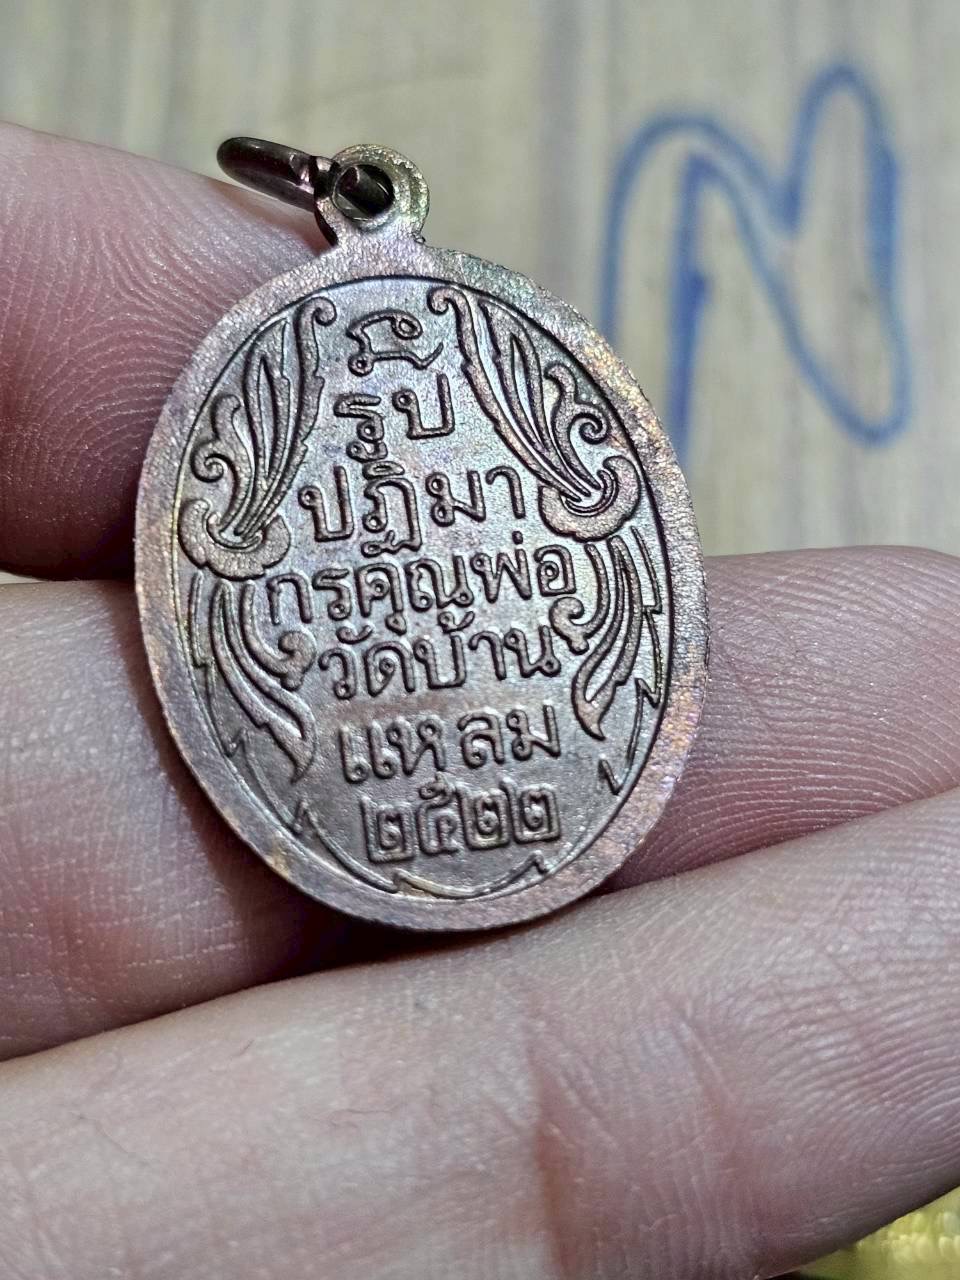 รูป
ปฏิมา
กรคุณพ่อ
วัดบ้าน
แหลม
๒๕๒๒